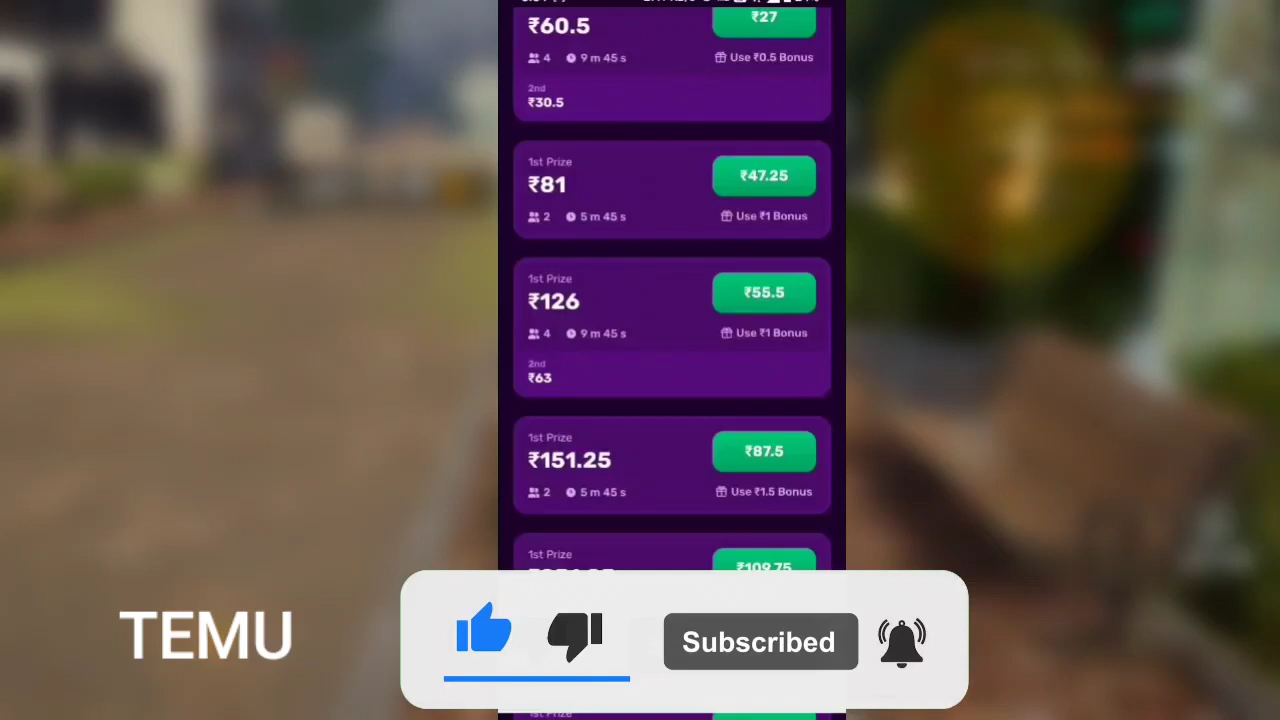 ₹27
₹60.5
4 9 m 45 s
Use ₹0.5 Bonus
2nd
₹30.5
1st Prize
₹81
₹47.25
2 5 m 45 s
Use ₹1 Bonus
1st Prize
₹126
₹55.5
4 9 m 45 s
Use ₹1 Bonus
2nd
₹63
1st Prize
₹151.25
₹87.5
2 5 m 45 s
Use ₹1.5 Bonus
1st Prize
₹109.75
TEMU
Subscribed
1st Prize